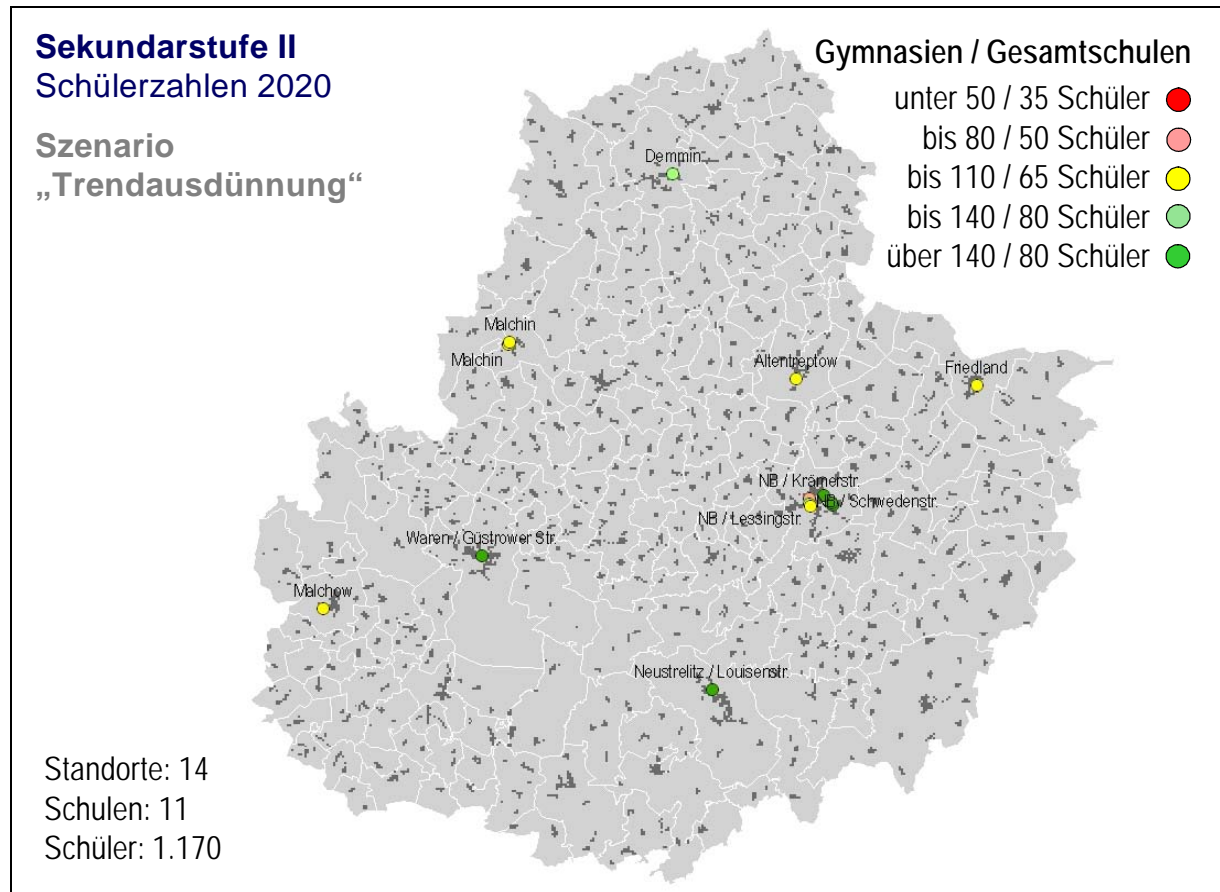 Sekundarstufe II
Schülerzahlen 2020
Szenario
„Trendausdünnung“
Gymnasien / Gesamtschulen
unter 50 / 35 Schüler
bis 80 / 50 Schüler
bis 110 / 65 Schüler
bis 140 / 80 Schüler
über 140 / 80 Schüler
Demmin
Malchin
Malchin
Altentreptow
Friedland
NB / Krämerstr.
NB / Schwedenstr.
NB / Lessingstr.
Waren / Güstrower Str.
Malchow
Neustrelitz / Louisenstr.
Standorte: 14
Schulen: 11
Schüler: 1.170